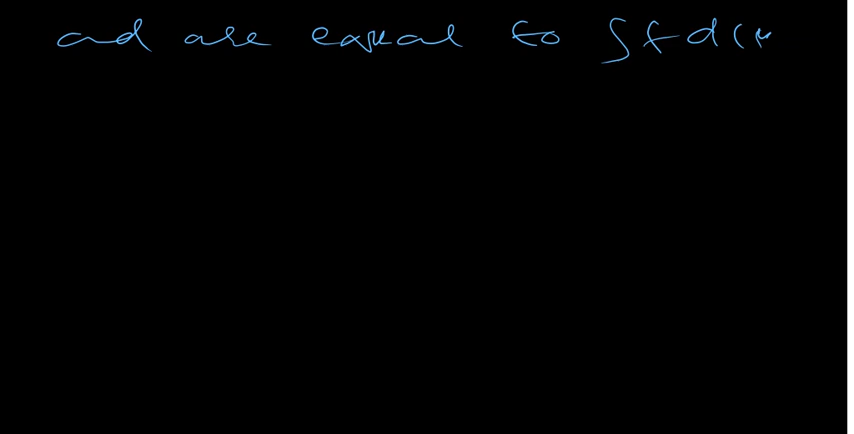 and are equal to ∫ f d(μ